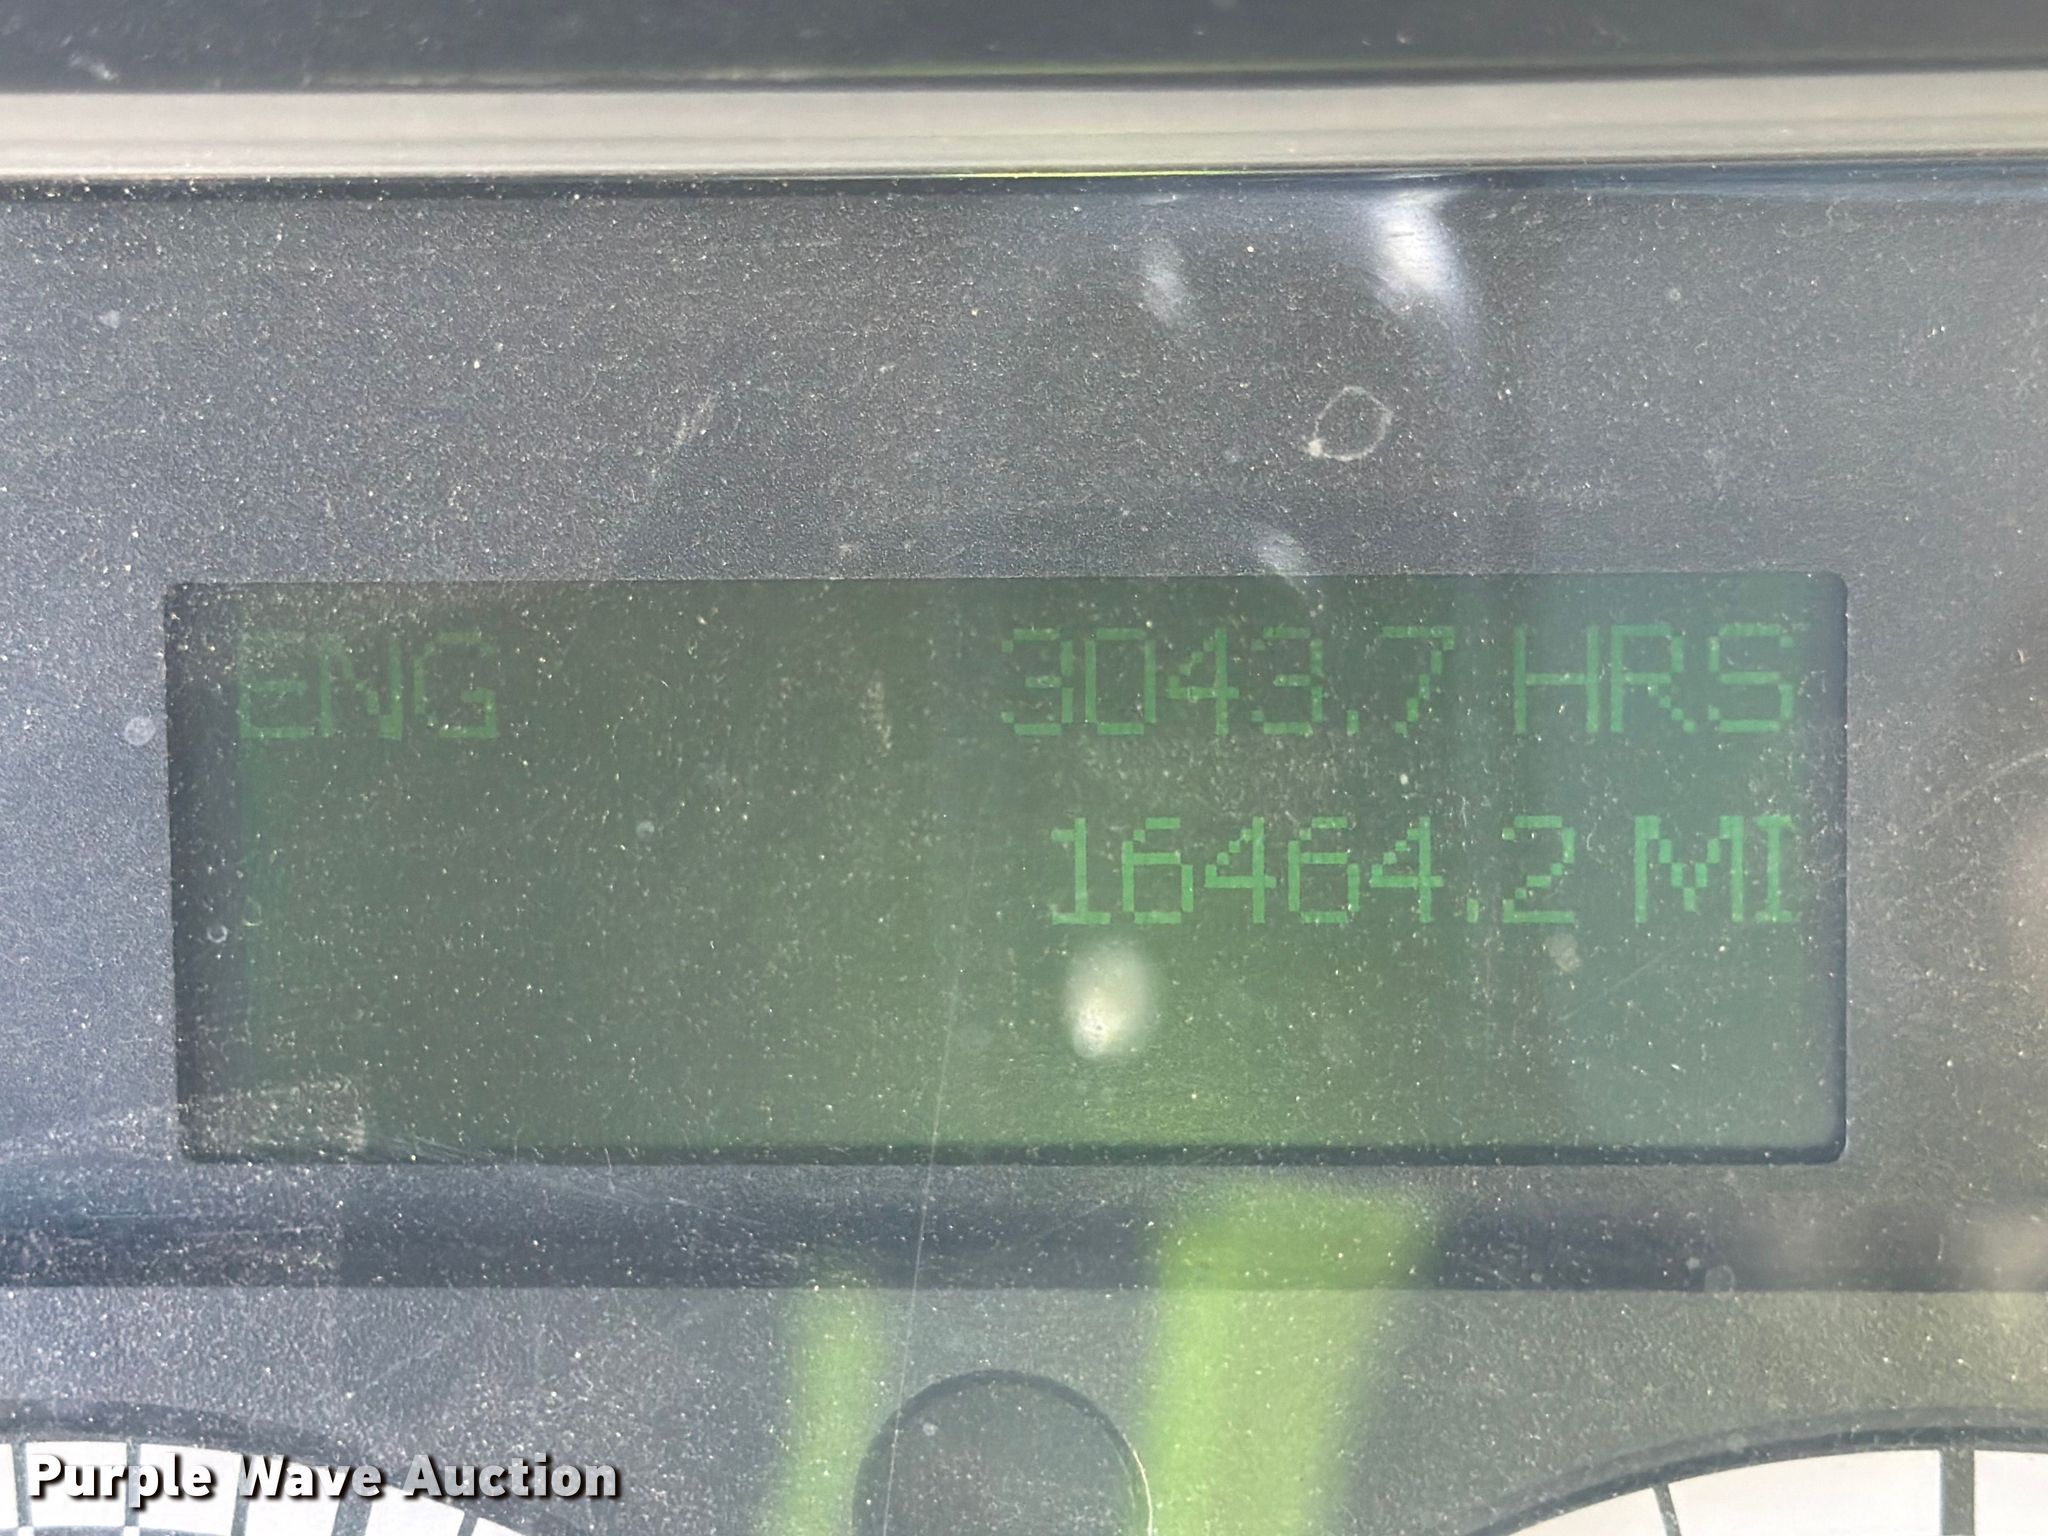 ENG 3043.7 HRS
16464.2 MI
Purple Wave Auction